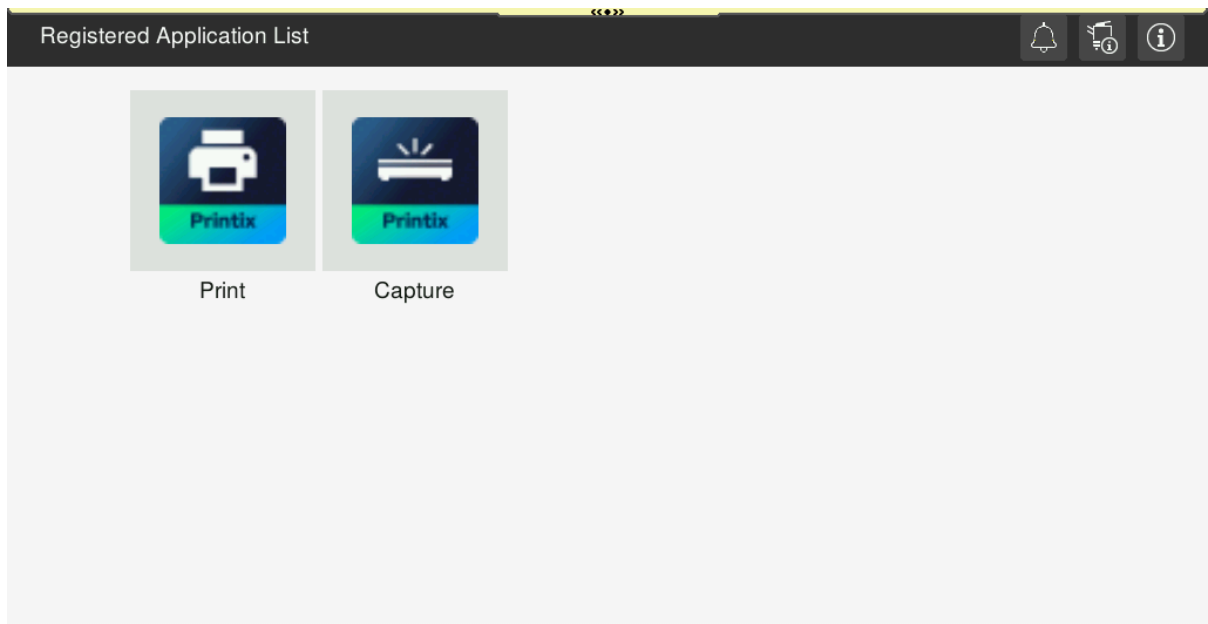 Registered Application List
Printix
Printix
Print
Capture